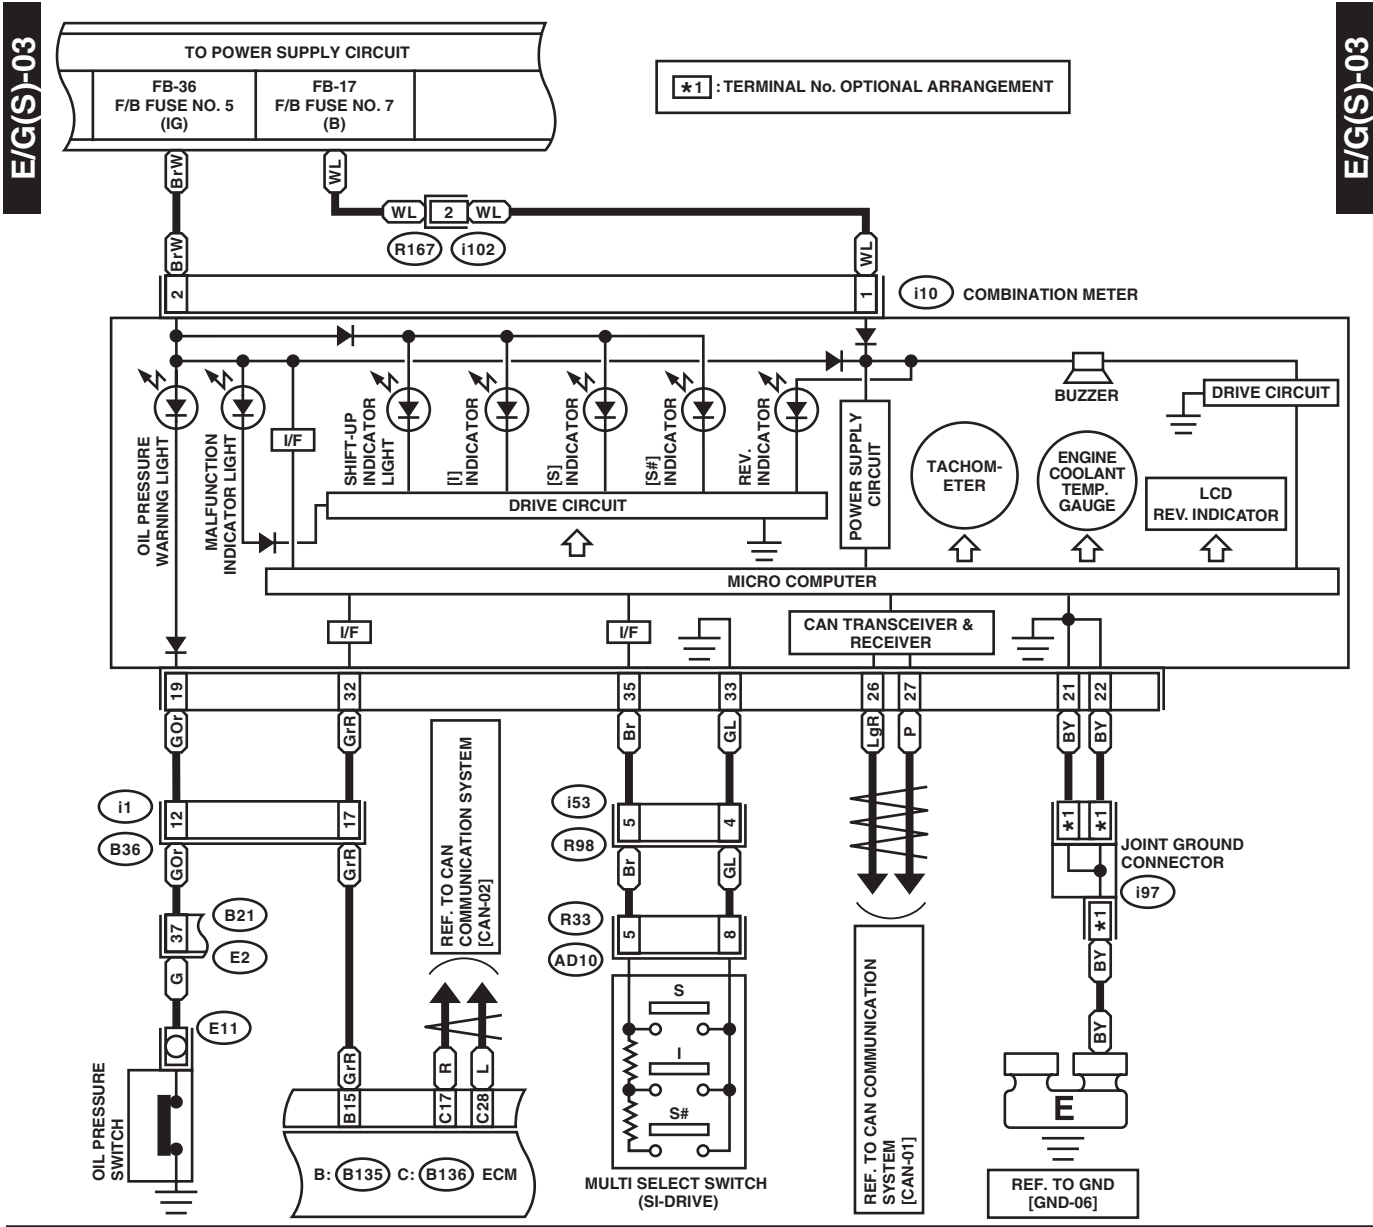 E/G(S)-03
E/G(S)-03
TO POWER SUPPLY CIRCUIT
FB-36
F/B FUSE NO. 5
(IG)
FB-17
F/B FUSE NO. 7
(B)
*1 : TERMINAL No. OPTIONAL ARRANGEMENT
BrW
WL
WL
2
WL
R167
i102
BrW
WL
2
1
i10
COMBINATION METER
OIL PRESSURE
WARNING LIGHT
MALFUNCTION
INDICATOR LIGHT
I/F
SHIFT-UP
INDICATOR
LIGHT
[I]
INDICATOR
[S]
INDICATOR
[S#]
INDICATOR
REV.
INDICATOR
POWER SUPPLY
CIRCUIT
BUZZER
DRIVE CIRCUIT
TACHOM-
ETER
ENGINE
COOLANT
TEMP.
GAUGE
LCD
REV. INDICATOR
DRIVE CIRCUIT
MICRO COMPUTER
I/F
I/F
CAN TRANSCEIVER &
RECEIVER
19
32
35
33
26
27
21
22
GOr
GrR
Br
GL
LgR
P
BY
BY
REF. TO CAN
COMMUNICATION SYSTEM
[CAN-02]
i1
12
17
B36
GOr
GrR
i53
5
4
R98
Br
GL
*1
*1
JOINT GROUND
CONNECTOR
i97
*1
B21
37
E2
G
E11
R33
5
8
AD10
BY
BY
OIL PRESSURE
SWITCH
GrR
R
L
B15
C17
C28
B: B135 C: B136 ECM
S
I
S#
MULTI SELECT SWITCH
(SI-DRIVE)
REF. TO CAN COMMUNICATION
SYSTEM
[CAN-01]
E
REF. TO GND
[GND-06]